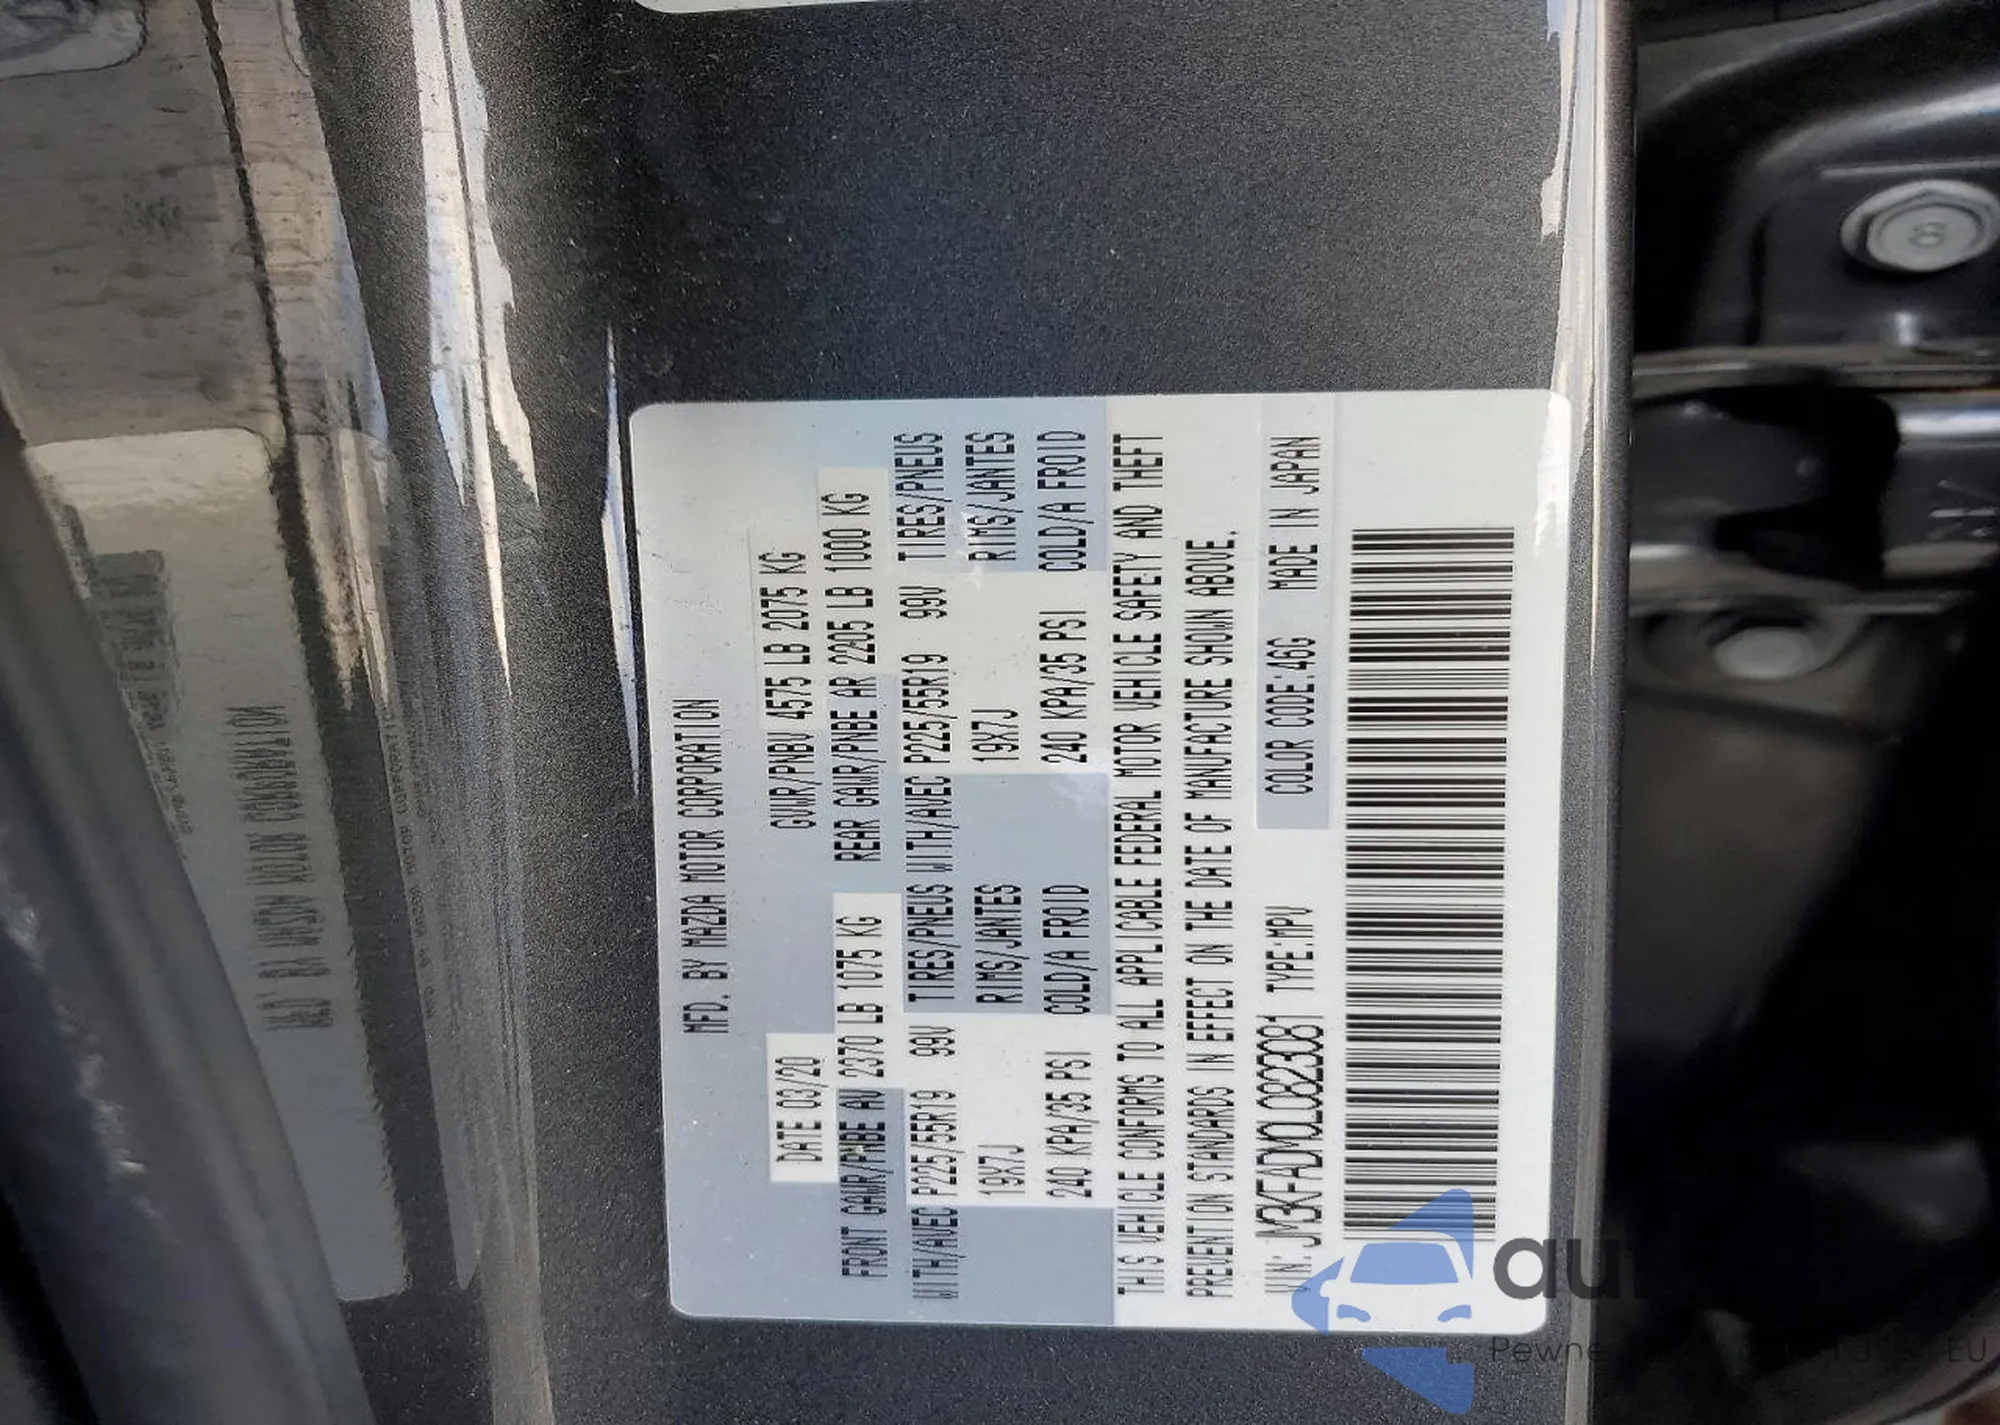 MFD. BY MAZDA MOTOR CORPORATION
DATE 03/20 GVWR/PNBV 4575 LB 2075 KG
FRONT GAWR/PNBE AV 2370 LB 1075 KG REAR GAWR/PNBE AR 2205 LB 1000 KG
WITH/AVEC P225/55R19 99V TIRES/PNEUS WITH/AVEC P225/55R19 99V TIRES/PNEUS
19X7J RIMS/JANTES 19X7J RIMS/JANTES
240 KPA/35 PSI COLD/A FROID 240 KPA/35 PSI COLD/A FROID
THIS VEHICLE CONFORMS TO ALL APPLICABLE FEDERAL MOTOR VEHICLE SAFETY AND THEFT
PREVENTION STANDARDS IN EFFECT ON THE DATE OF MANUFACTURE SHOWN ABOVE.
VIN: JM3KFADM0L0823081 TYPE:MPV COLOR CODE:46G MADE IN JAPAN
8